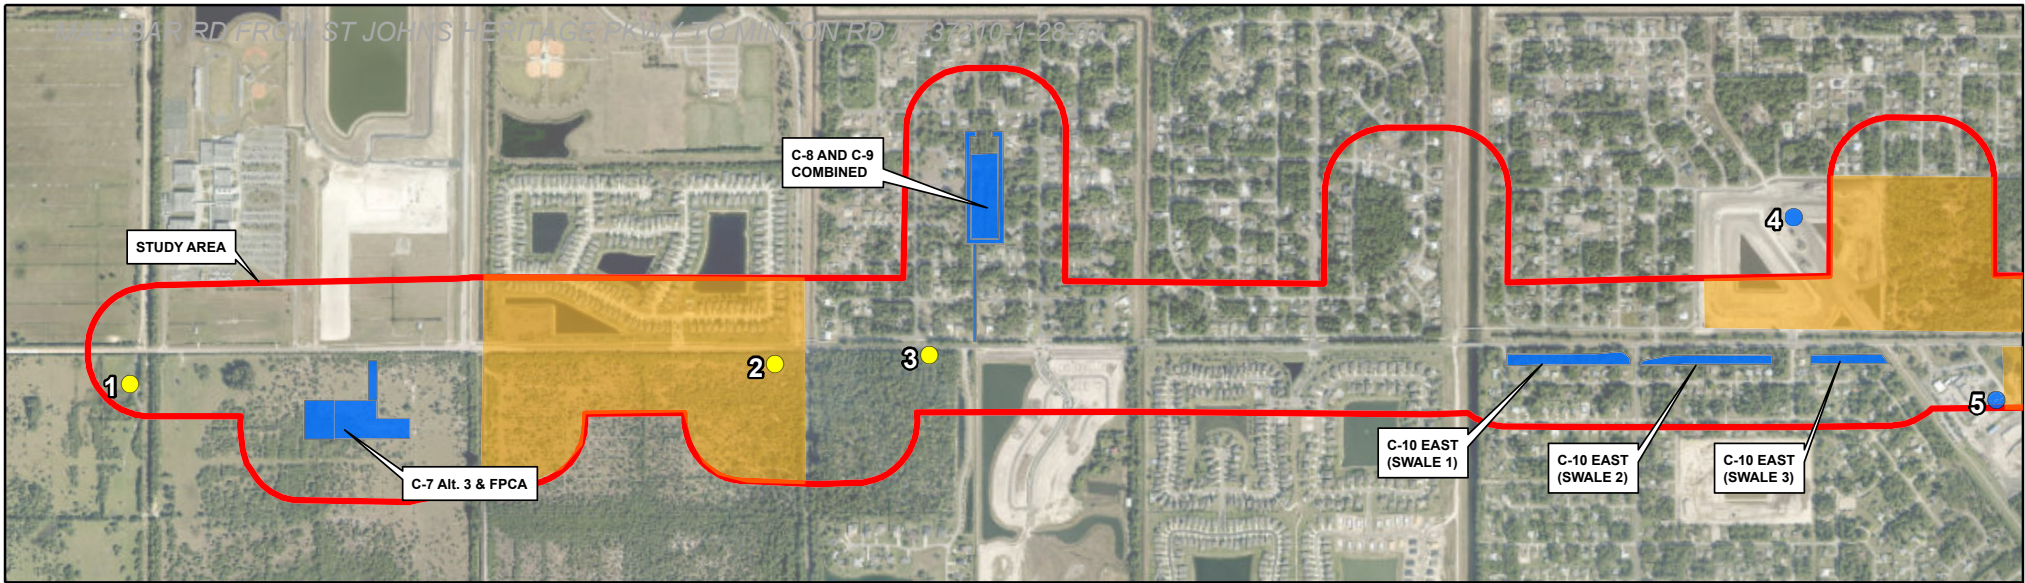 MALABAR RD FROM ST JOHNS HERITAGE PKWY TO MINTON RD
C-8 AND C-9
COMBINED
STUDY AREA
4
1
2
3
5
C-7 Alt. 3 & FPCA
C-10 EAST
(SWALE 1)
C-10 EAST
(SWALE 2)
C-10 EAST
(SWALE 3)